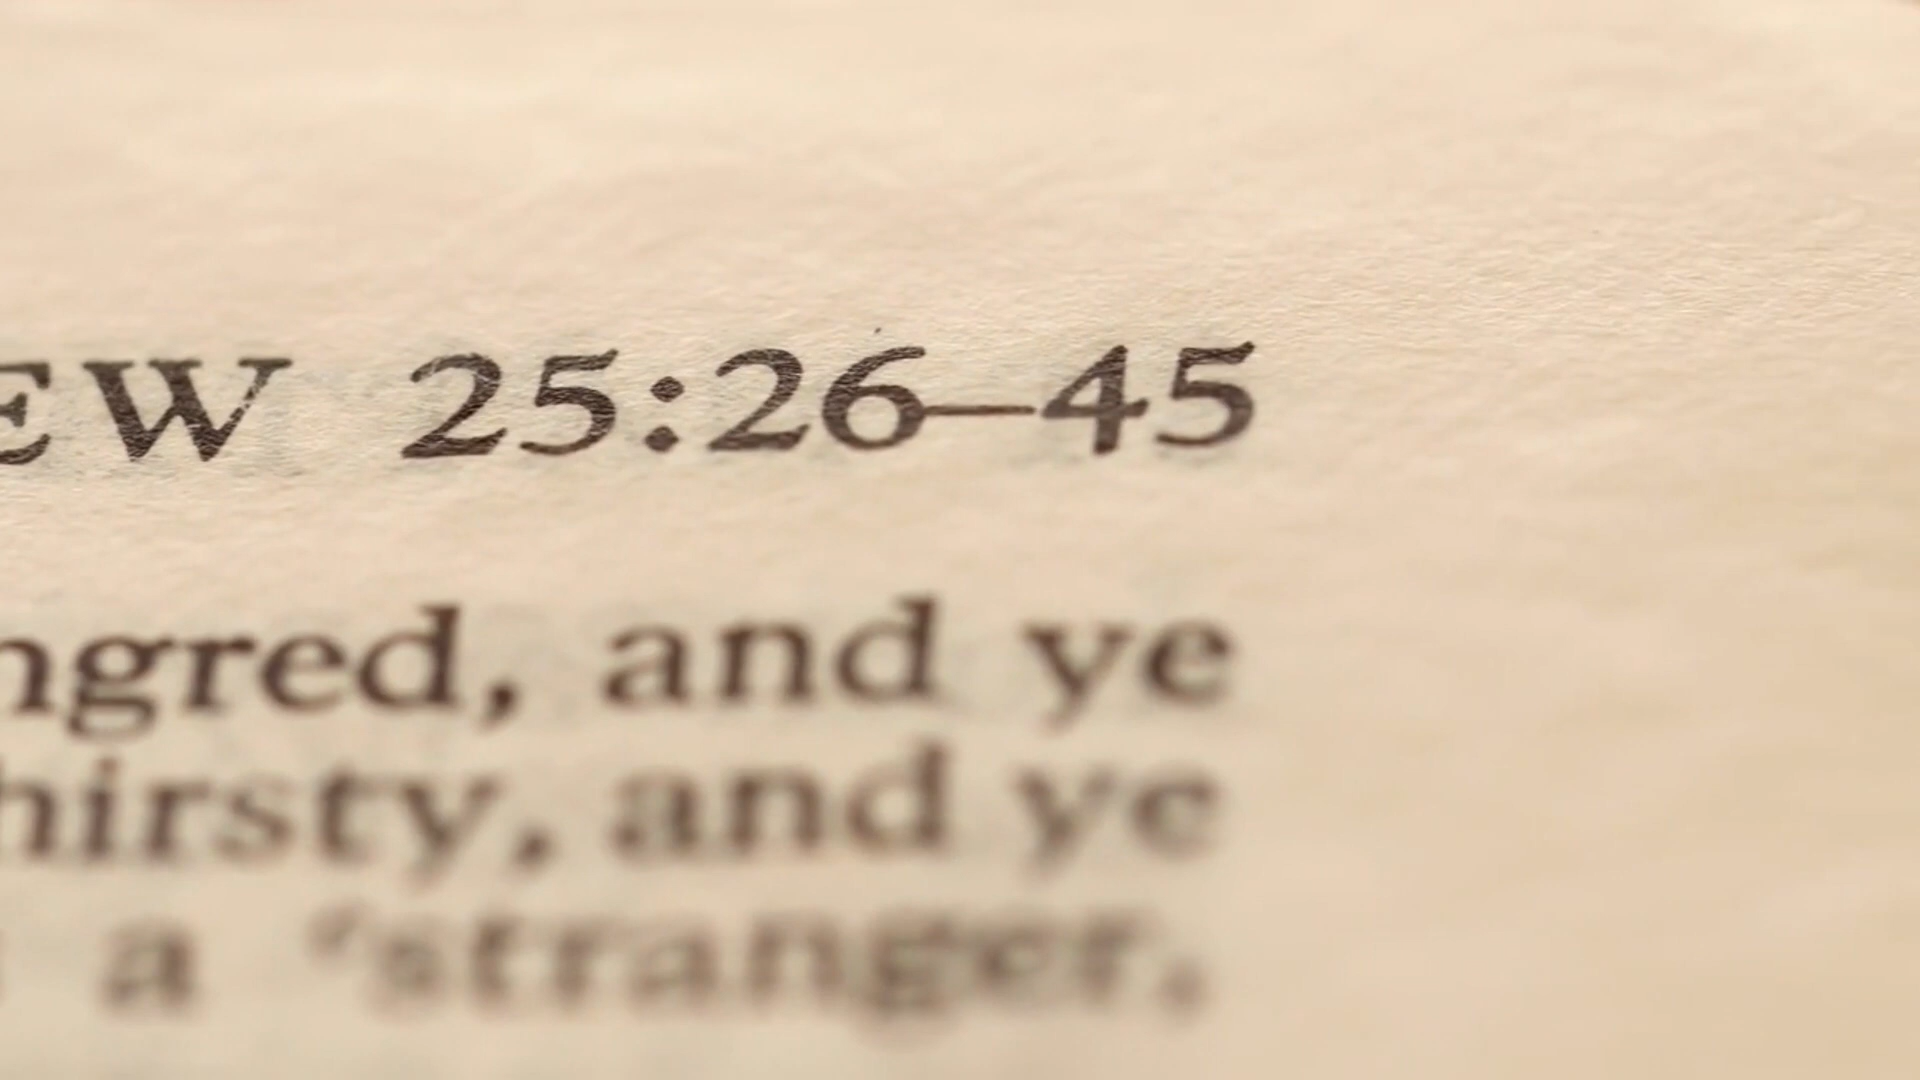 EW 25:26–45
ngred, and ye
hirsty, and ye
a stranger,